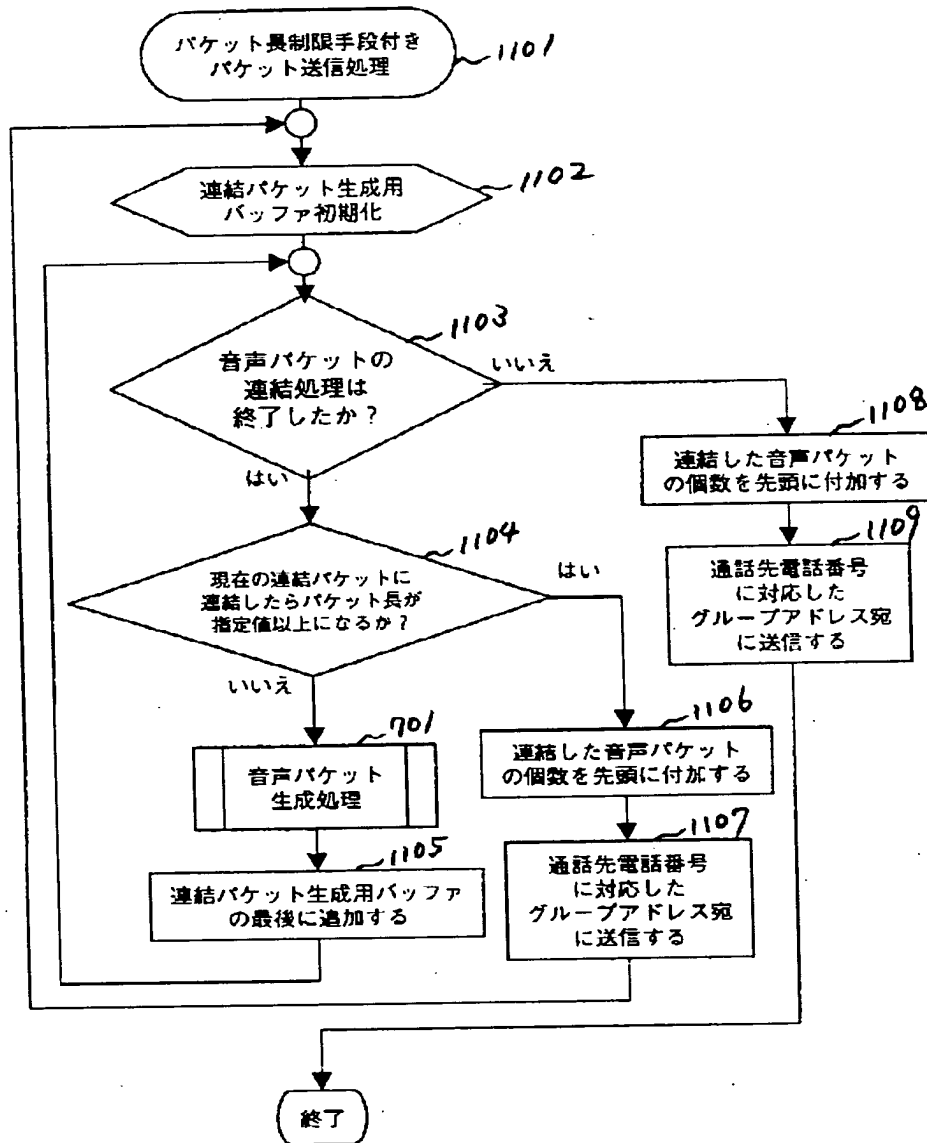 パケット長制限手段付き
パケット送信処理
1101
連結パケット生成用
バッファ初期化
1102
音声パケットの
連結処理は
終了したか？
1103
いいえ
はい
連結した音声パケット
の個数を先頭に付加する
1108
通話先電話番号
に対応した
グループアドレス宛
に送信する
1109
現在の連結パケットに
連結したらパケット長が
指定値以上になるか？
1104
はい
いいえ
音声パケット
生成処理
701
連結した音声パケット
の個数を先頭に付加する
1106
連結パケット生成用バッファ
の最後に追加する
1105
通話先電話番号
に対応した
グループアドレス宛
に送信する
1107
終了